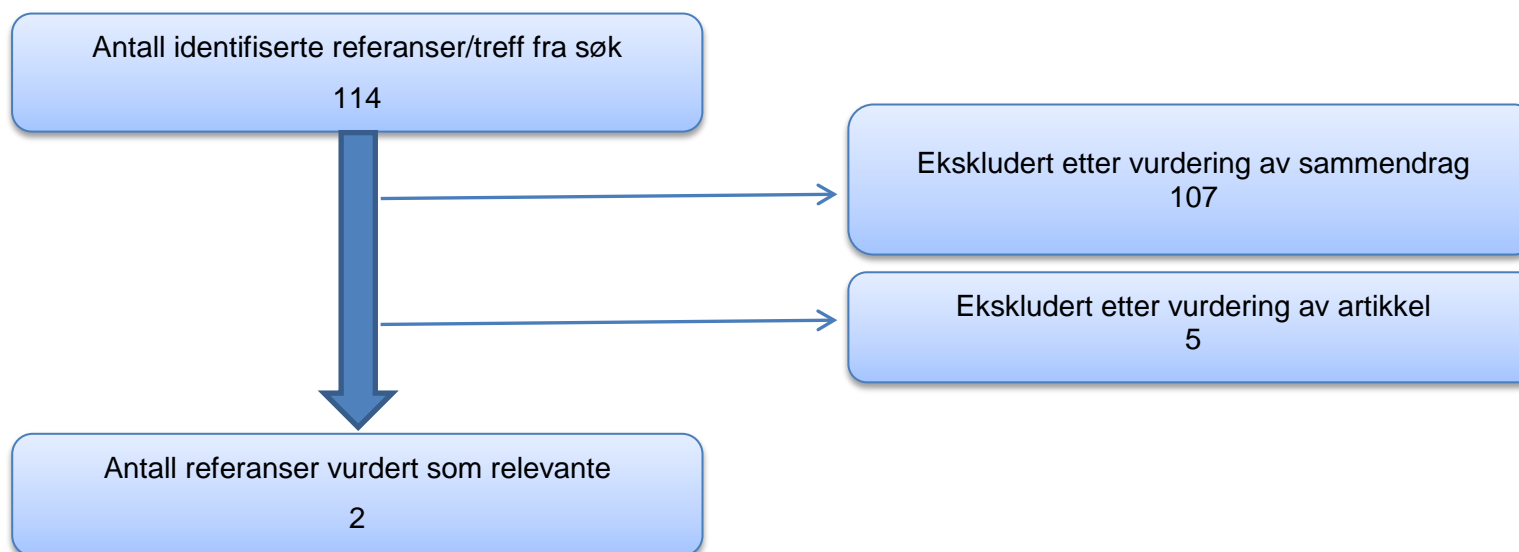 Antall identifiserte referanser/treff fra søk
114
Ekskludert etter vurdering av sammendrag
107
Ekskludert etter vurdering av artikkel
5
Antall referanser vurdert som relevante
2